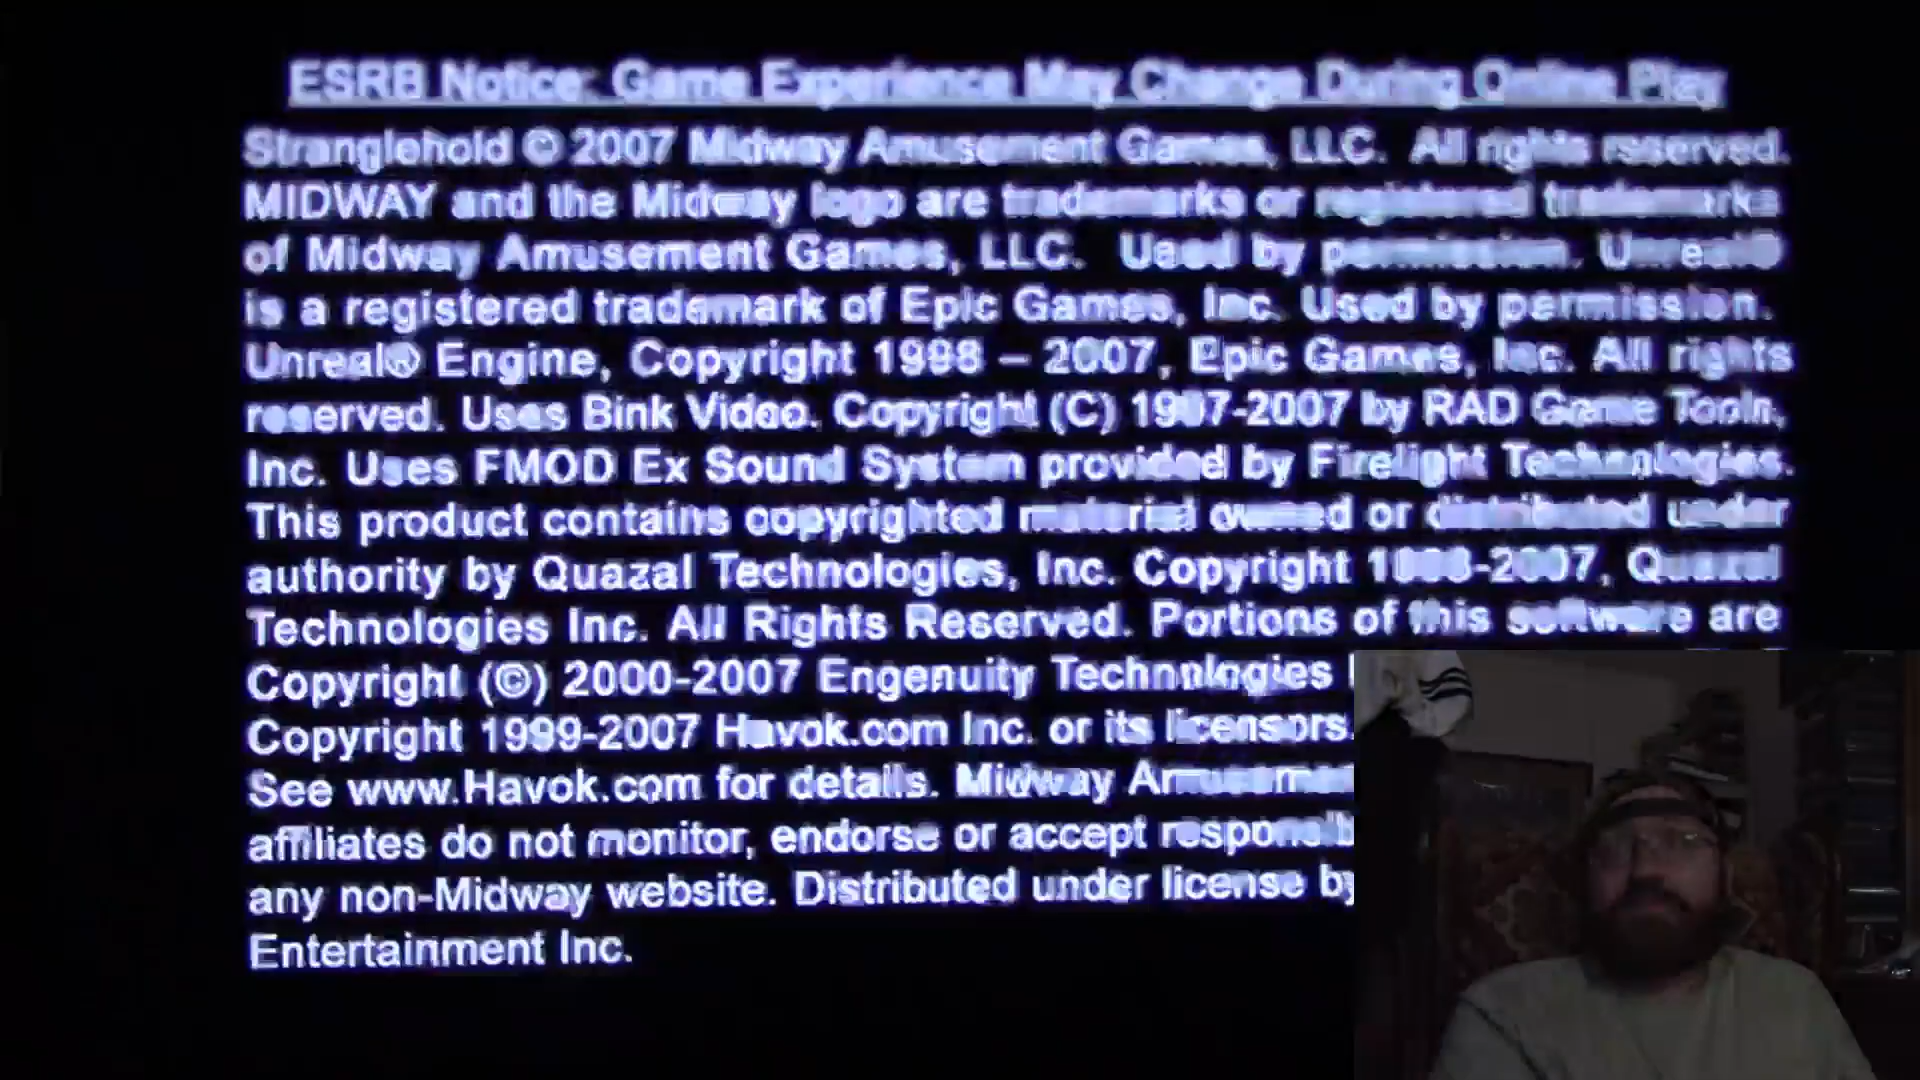 ESRB Notice: Game Experience May Change During Online Play
Stranglehold © 2007 Midway Amusement Games, LLC. All rights reserved.
MIDWAY and the Midway logo are trademarks or registered trademarks
of Midway Amusement Games, LLC. Used by permission. Unreal®
is a registered trademark of Epic Games, Inc. Used by permission.
Unreal® Engine, Copyright 1998 – 2007, Epic Games, Inc. All rights
reserved. Uses Bink Video. Copyright (C) 1997-2007 by RAD Game Tools,
Inc. Uses FMOD Ex Sound System provided by Firelight Technologies.
This product contains copyrighted material owned or distributed under
authority by Quazal Technologies, Inc. Copyright 1998-2007, Quazal
Technologies Inc. All Rights Reserved. Portions of this software are
Copyright (©) 2000-2007 Engenuity Technologies
Copyright 1999-2007 Havok.com Inc. or its licensors.
See www.Havok.com for details. Midway
affiliates do not monitor, endorse or accept
any non-Midway website. Distributed under license by
Entertainment Inc.